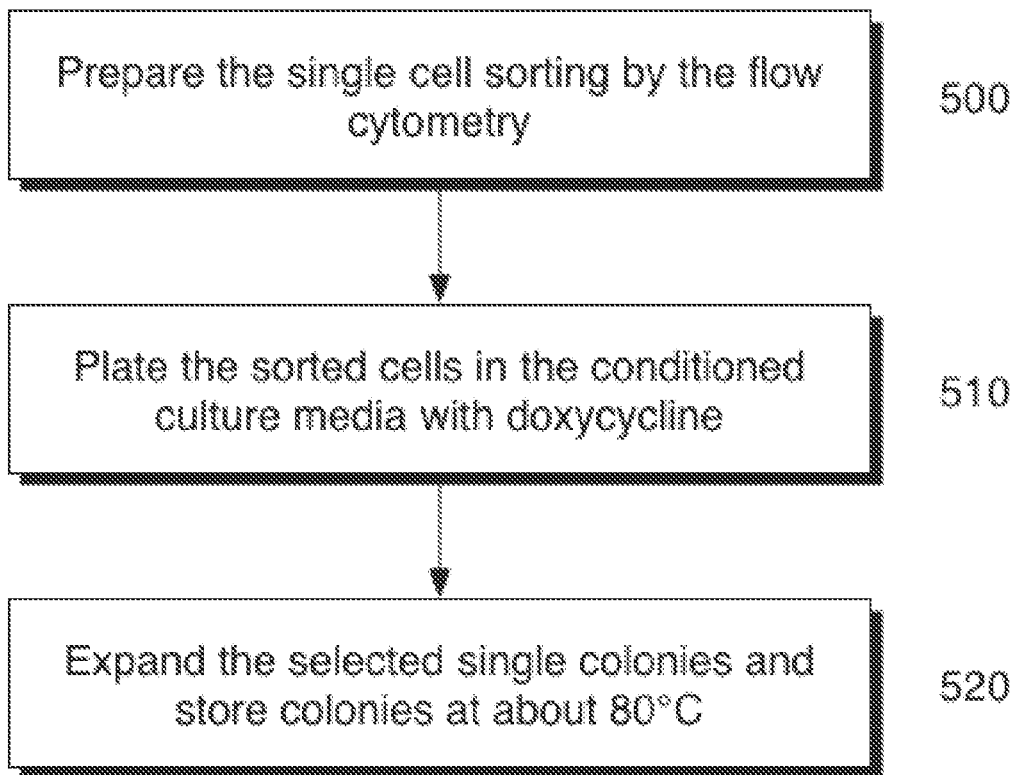 Prepare the single cell sorting by the flow
cytometry
500
Plate the sorted cells in the conditioned
culture media with doxycycline
510
Expand the selected single colonies and
store colonies at about 80°C
520